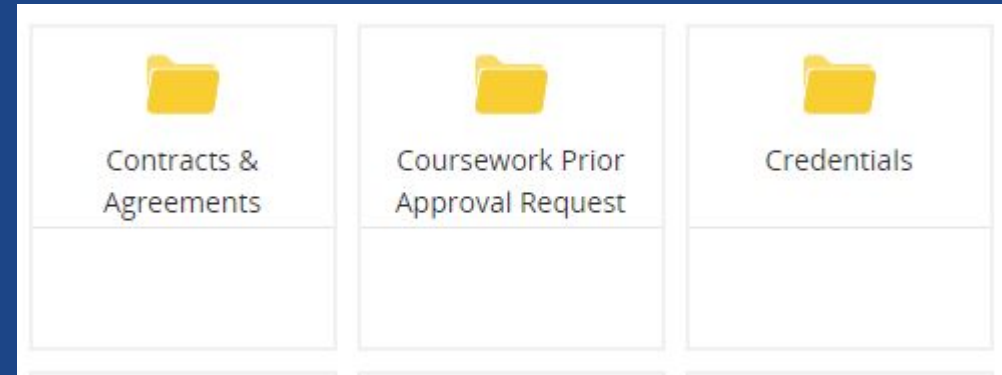 Contracts &
Agreements
Coursework Prior
Approval Request
Credentials